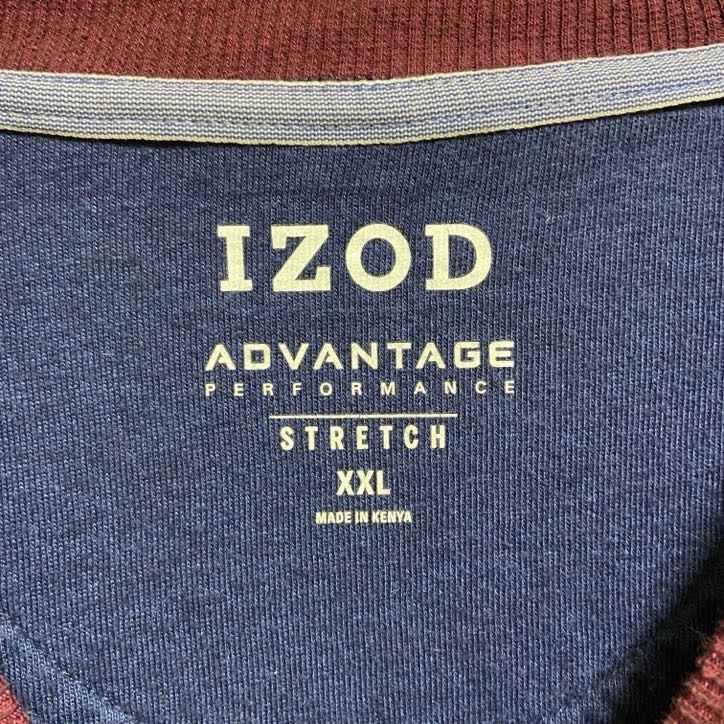 IZOD
ADVANTAGE
PERFORMANCE
STRETCH
XXL
MADE IN KENYA